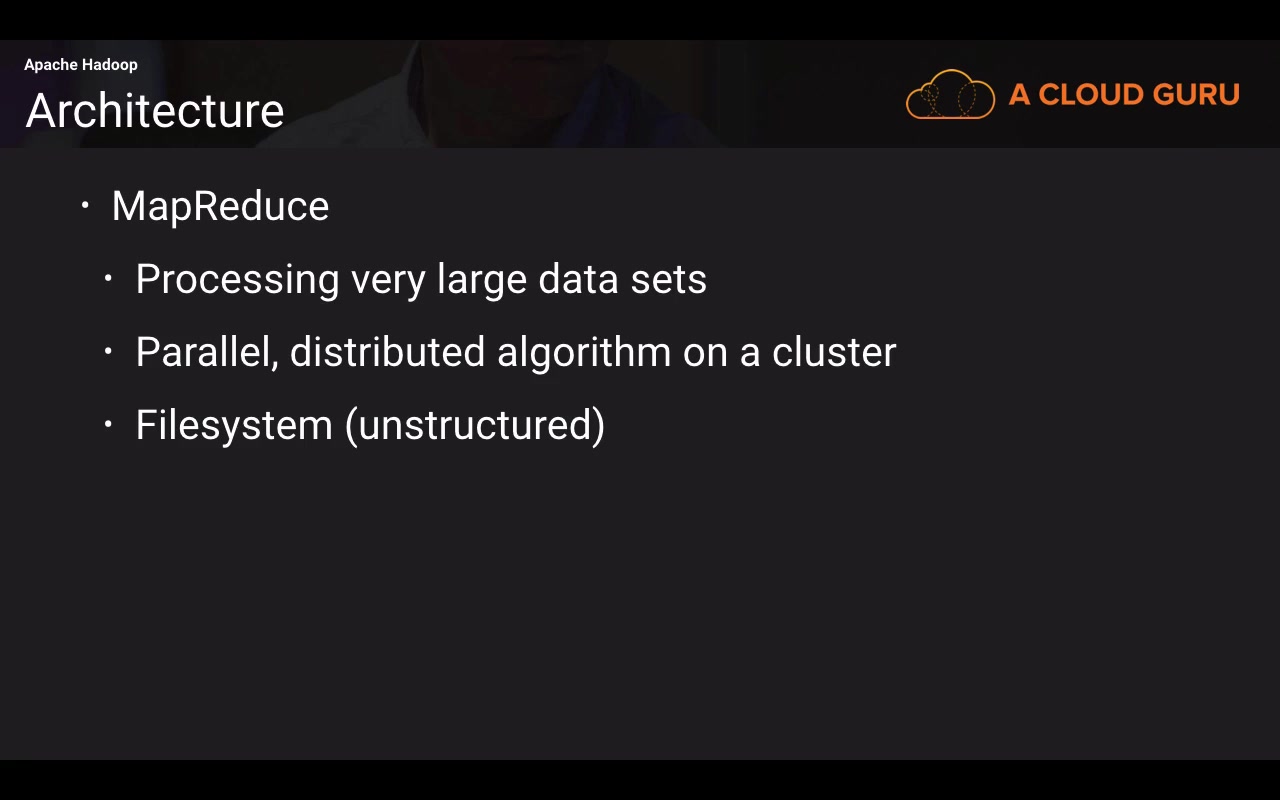 Apache Hadoop
Architecture
A CLOUD GURU
• MapReduce
• Processing very large data sets
• Parallel, distributed algorithm on a cluster
• Filesystem (unstructured)